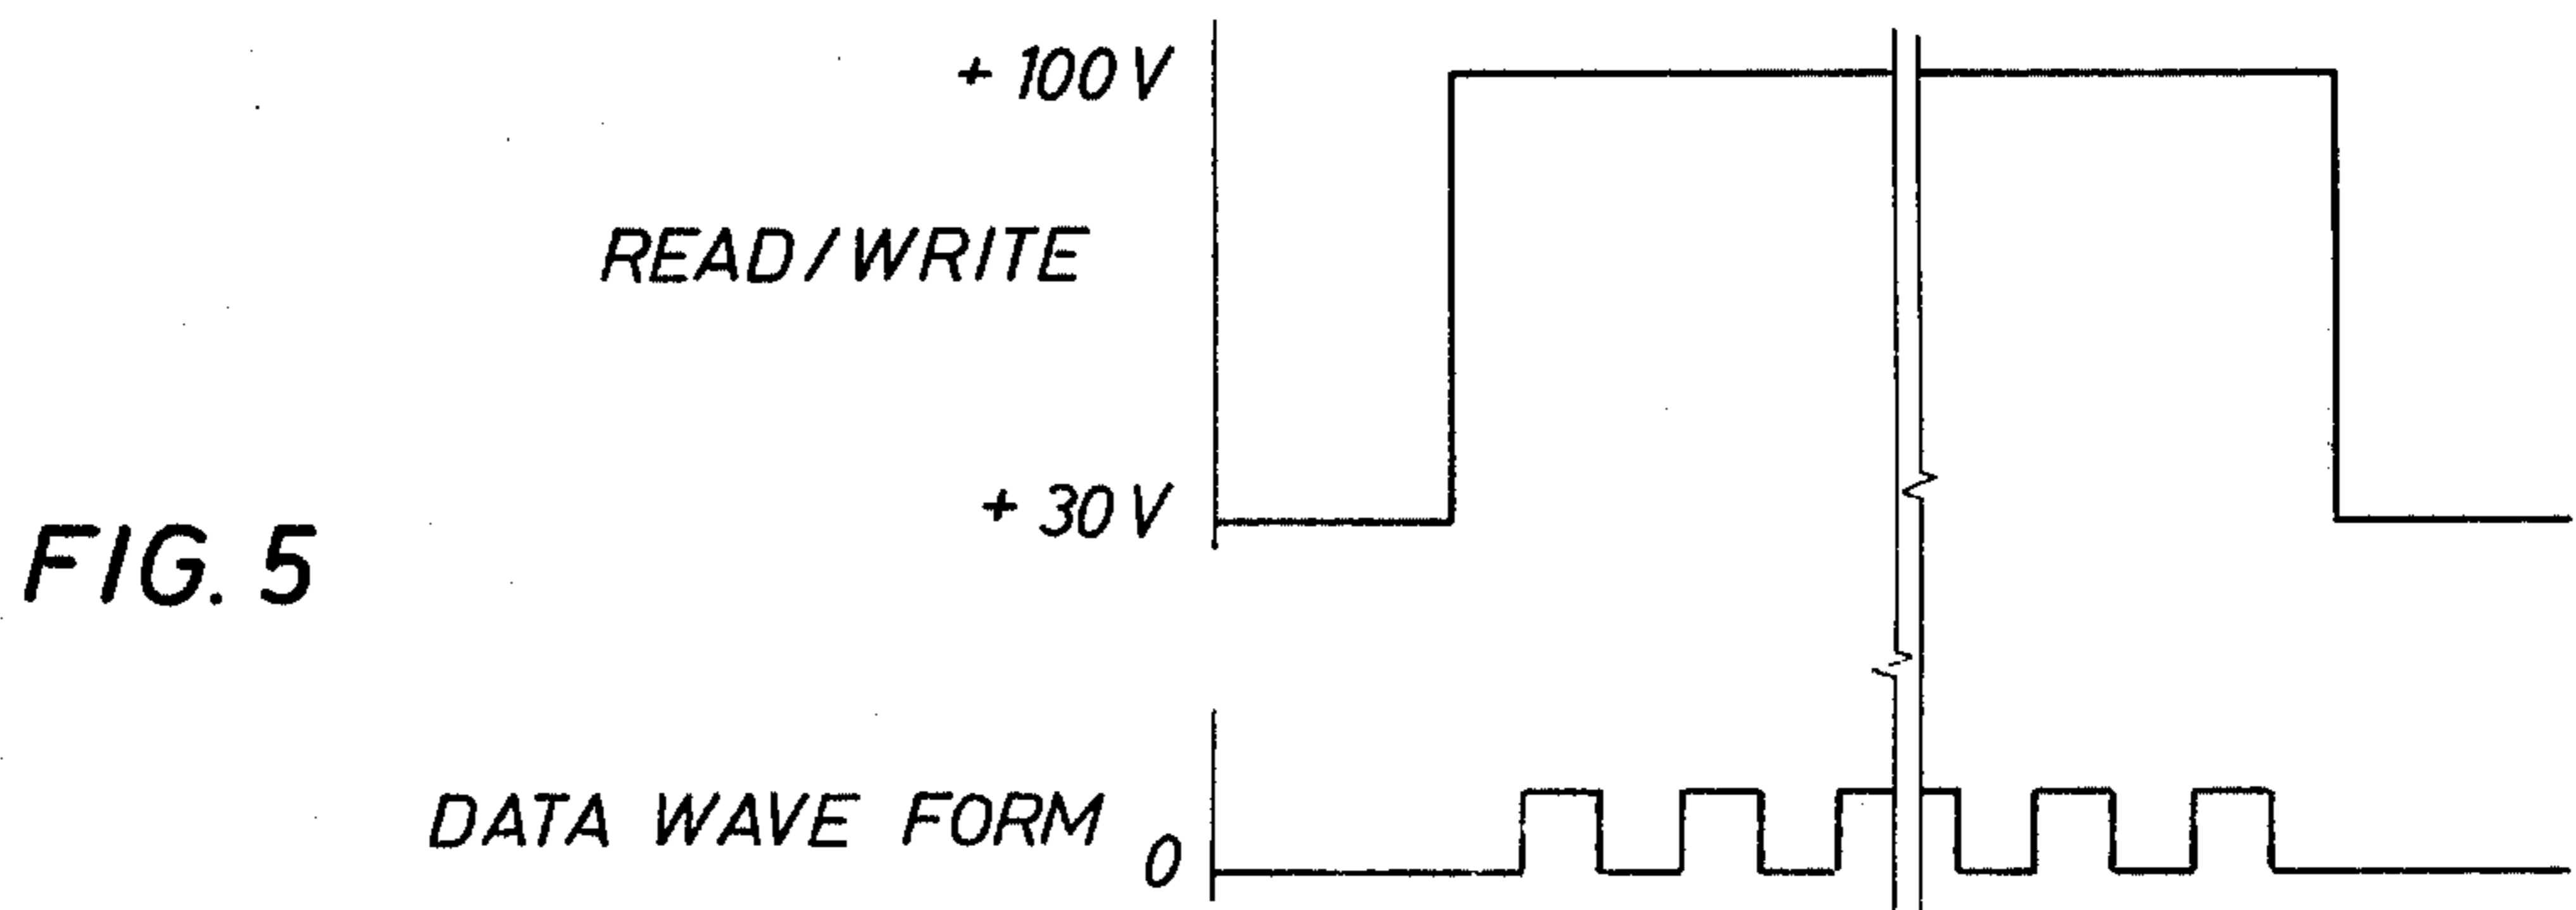 + 100 V
READ/WRITE
+ 30 V
FIG. 5
DATA WAVE FORM
0